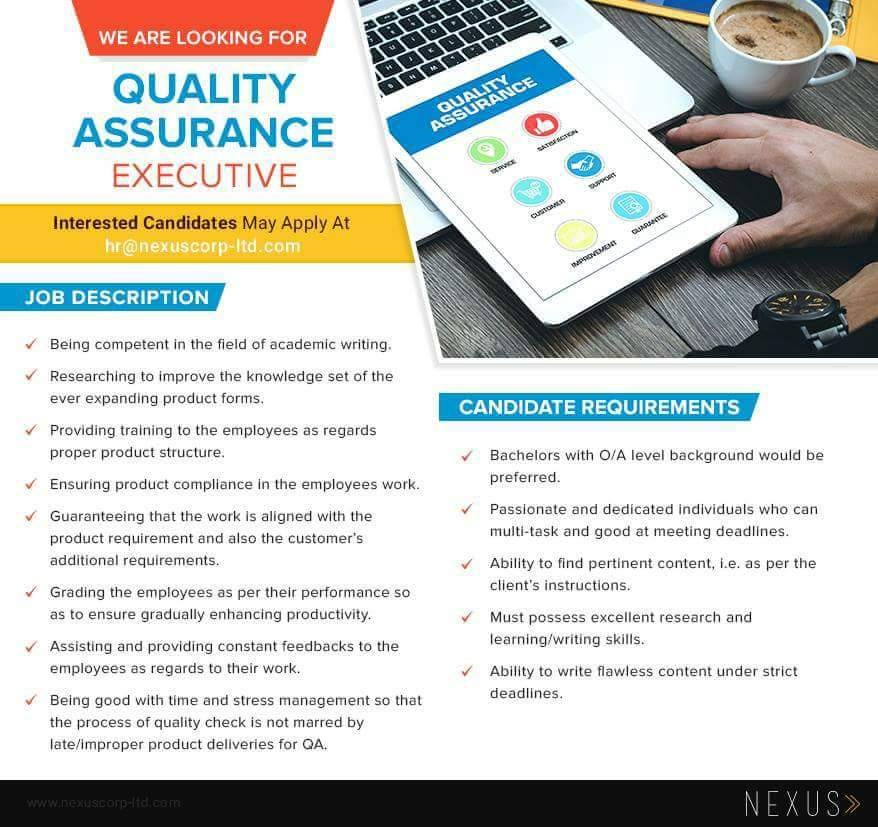 WE ARE LOOKING FOR
QUALITY
ASSURANCE
EXECUTIVE
Interested Candidates May Apply At
hr@nexuscorp-ltd.com
QUALITY
ASSURANCE
SERVICE
SATISFACTION
CUSTOMER
SUPPORT
IMPROVEMENT
GUARANTEE
JOB DESCRIPTION
Being competent in the field of academic writing.
Researching to improve the knowledge set of the
ever expanding product forms.
Providing training to the employees as regards
proper product structure.
Ensuring product compliance in the employees work.
Guaranteeing that the work is aligned with the
product requirement and also the customer's
additional requirements.
Grading the employees as per their performance so
as to ensure gradually enhancing productivity.
Assisting and providing constant feedbacks to the
employees as regards to their work.
Being good with time and stress management so that
the process of quality check is not marred by
late/improper product deliveries for QA.
CANDIDATE REQUIREMENTS
Bachelors with O/A level background would be
preferred.
Passionate and dedicated individuals who can
multi-task and good at meeting deadlines.
Ability to find pertinent content, i.e. as per the
client's instructions.
Must possess excellent research and
learning/writing skills.
Ability to write flawless content under strict
deadlines.
www.nexuscorp-ltd.com
NEXUS